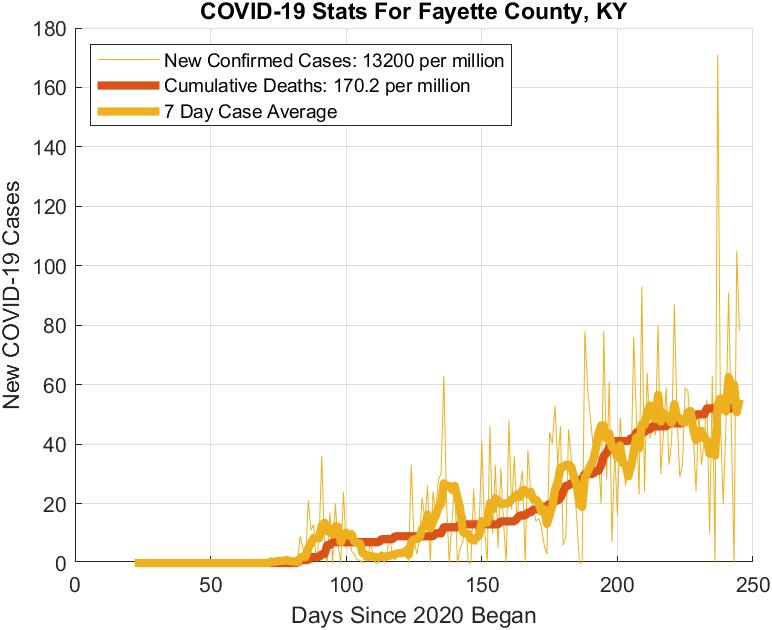 COVID-19 Stats For Fayette County, KY
New Confirmed Cases: 13200 per million
Cumulative Deaths: 170.2 per million
7 Day Case Average
New COVID-19 Cases
180
160
140
120
100
80
60
40
20
0
0 50 100 150 200 250
Days Since 2020 Began